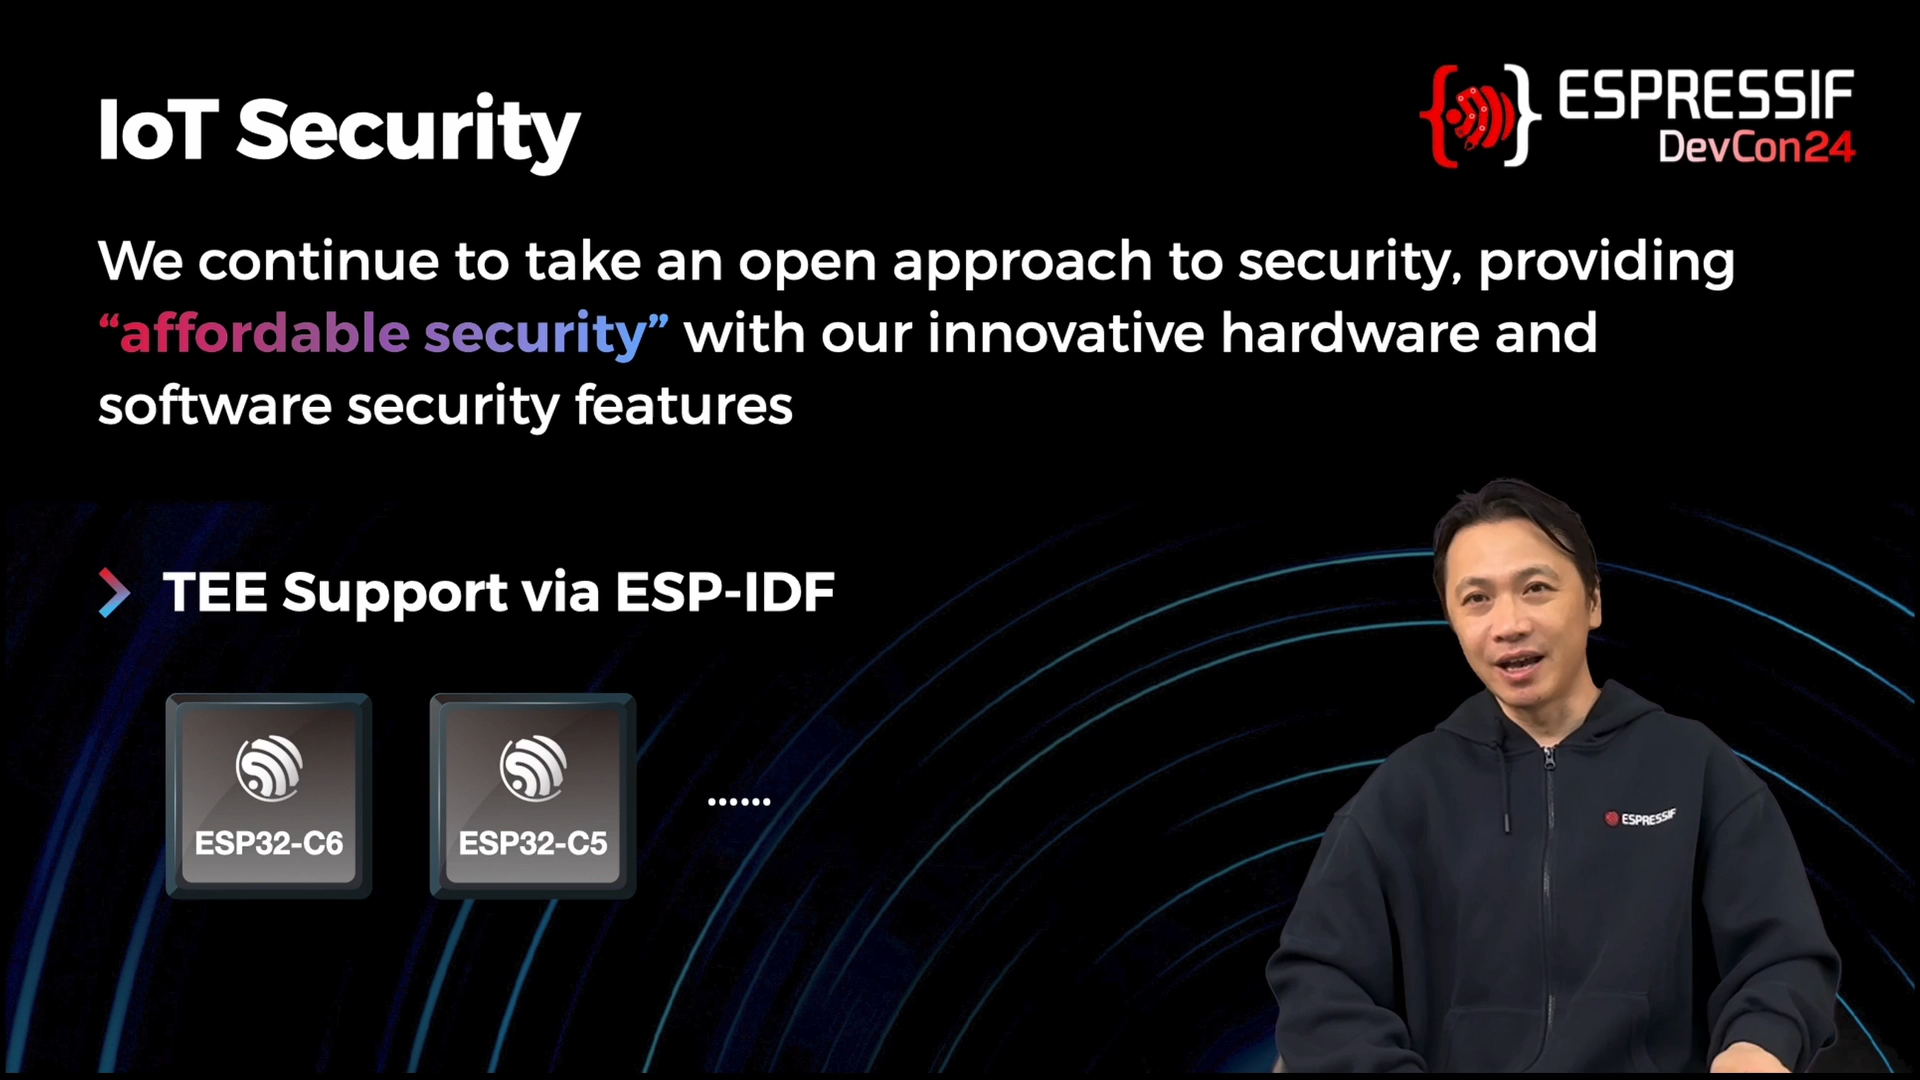 IoT Security
ESPRESSIF
DevCon24
We continue to take an open approach to security, providing
“affordable security” with our innovative hardware and
software security features
TEE Support via ESP-IDF
ESP32-C6
ESP32-C5
......
ESPRESSIF